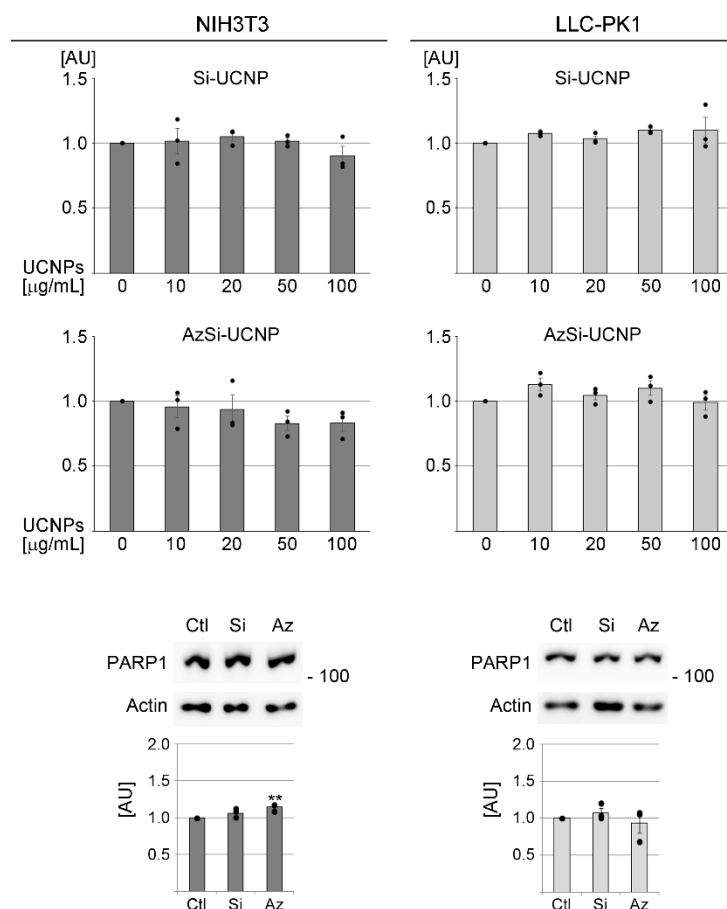 NIH3T3 LLC-PK1
[AU] [AU]
Si-UCNP Si-UCNP
1.5 1.5
1.0 1.0
0.5 0.5
UCNPs
[μg/mL] 0 10 20 50 100 0 10 20 50 100
AzSi-UCNP AzSi-UCNP
1.5 1.5
1.0 1.0
0.5 0.5
UCNPs
[μg/mL] 0 10 20 50 100 0 10 20 50 100
Ctl Si Az Ctl Si Az
PARP1 PARP1
- 100 - 100
Actin Actin
2.0 2.0
[AU] [AU]
1.5 1.5
**
1.0 1.0
0.5 0.5
Ctl Si Az Ctl Si Az